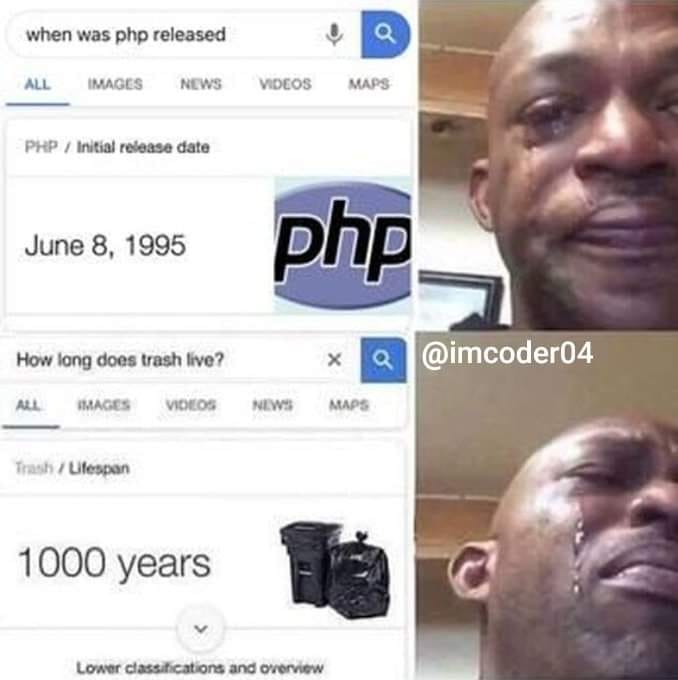 when was php released
ALL IMAGES NEWS VIDEOS MAPS
PHP / Initial release date
June 8, 1995
php
How long does trash live?
@imcoder04
ALL IMAGES VIDEOS NEWS MAPS
Trash / Lifespan
1000 years
Lower classifications and overview